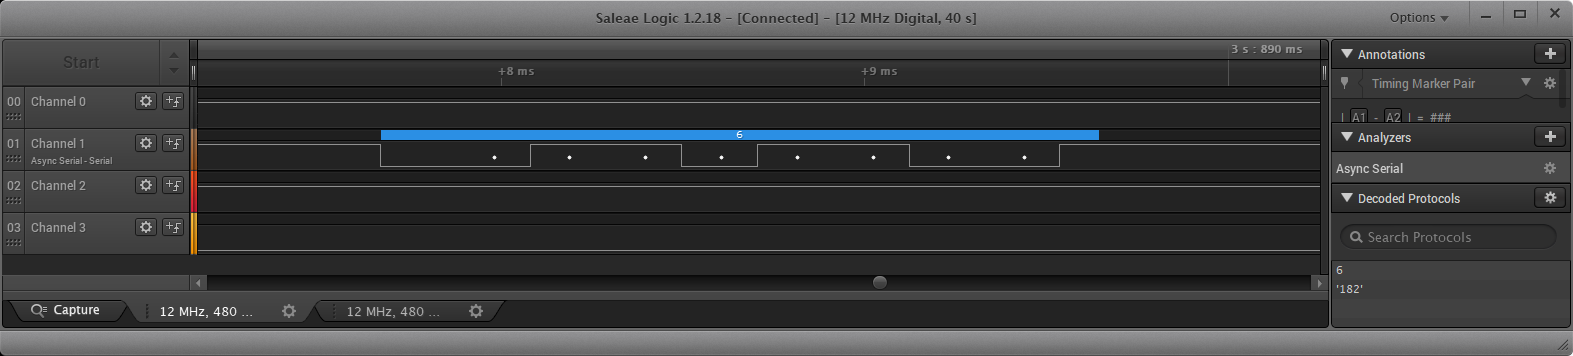 Saleae Logic 1.2.18 - [Connected] - [12 MHz Digital, 40 s]
Options
Start
3 s : 890 ms
+8 ms
+9 ms
00 Channel 0
01 Channel 1
Async Serial - Serial
6
02 Channel 2
03 Channel 3
Capture
12 MHz, 480 ...
12 MHz, 480 ...
Annotations
Timing Marker Pair
| A1 - A2 | = ###
Analyzers
Async Serial
Decoded Protocols
Search Protocols
6
'182'